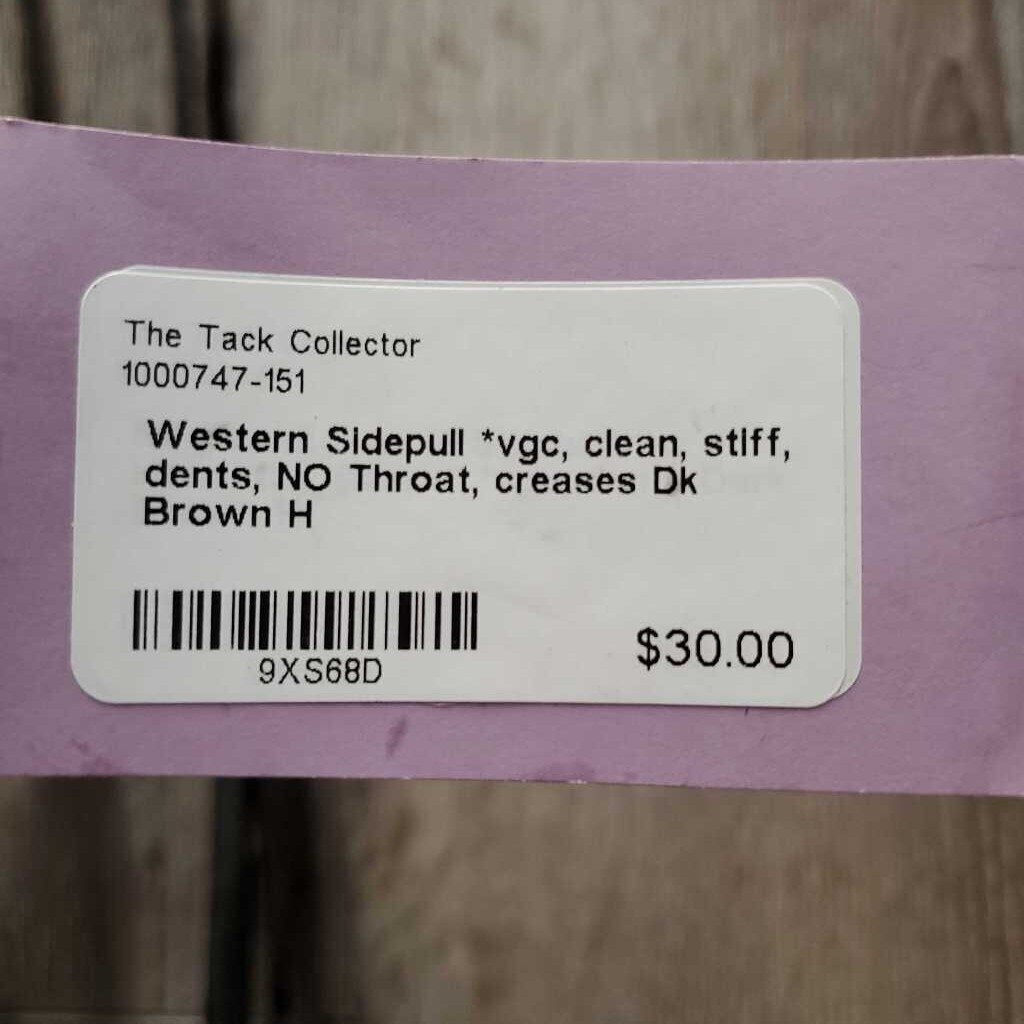 The Tack Collector
1000747-151
Western Sidepull *vgc, clean, stiff,
dents, NO Throat, creases Dk
Brown H
9XS68D
$30.00